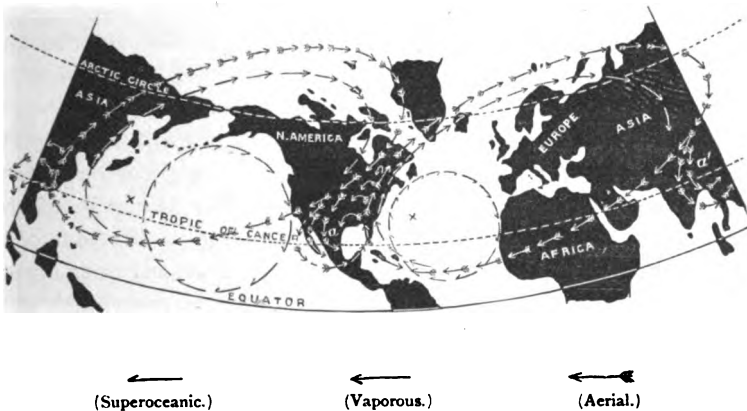 ARCTIC CIRCLE
ASIA
N. AMERICA
EUROPE
ASIA
a'
TROPIC OF CANCER
a
AFRICA
EQUATOR
(Superoceanic.) (Vaporous.) (Aerial.)